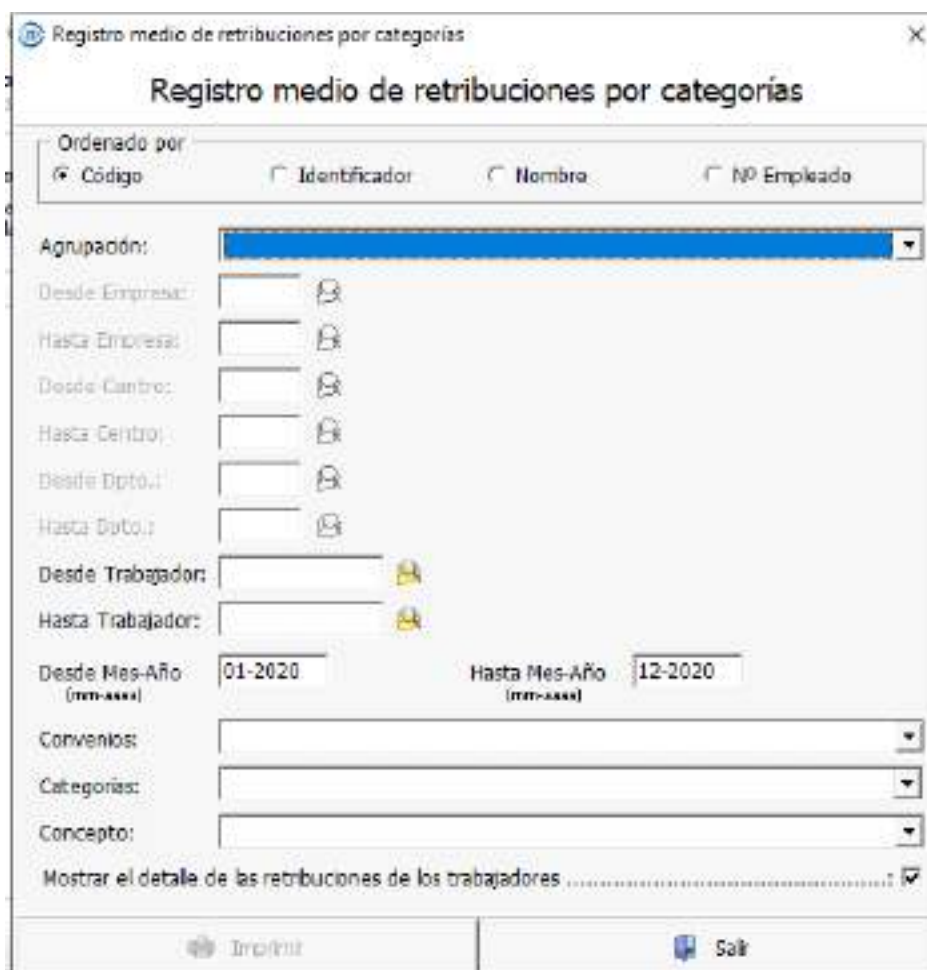 Registro medio de retribuciones por categorías
Registro medio de retribuciones por categorías
Ordenado por
Código Identificador Nombre Nº Empleado
Agrupación:
Desde Empresa:
Hasta Empresa:
Desde Centro:
Hasta Centro:
Desde Dpto.:
Hasta Dpto.:
Desde Trabajador:
Hasta Trabajador:
Desde Mes-Año 01-2020 Hasta Mes-Año 12-2020
(mm-aaaa) (mm-aaaa)
Convenios:
Categorías:
Concepto:
Mostrar el detalle de las retribuciones de los trabajadores ................................................:
Imprimir Salir